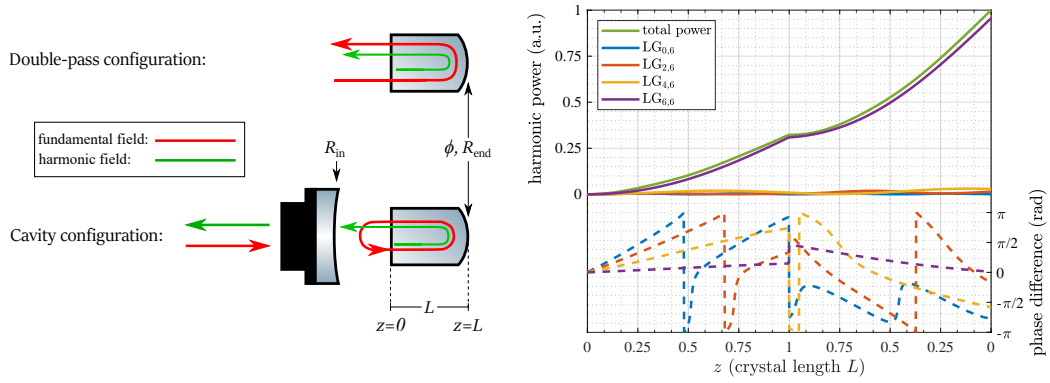 Double-pass configuration:
fundamental field:
harmonic field:
R_in
ϕ, R_end
Cavity configuration:
L
z=0
z=L
harmonic power (a.u.)
1
0.75
0.5
0.25
0
total power
LG_{0,6}
LG_{2,6}
LG_{4,6}
LG_{6,6}
π
π/2
0
-π/2
-π
phase difference (rad)
0 0.25 0.5 0.75 1 0.75 0.5 0.25 0
z (crystal length L)